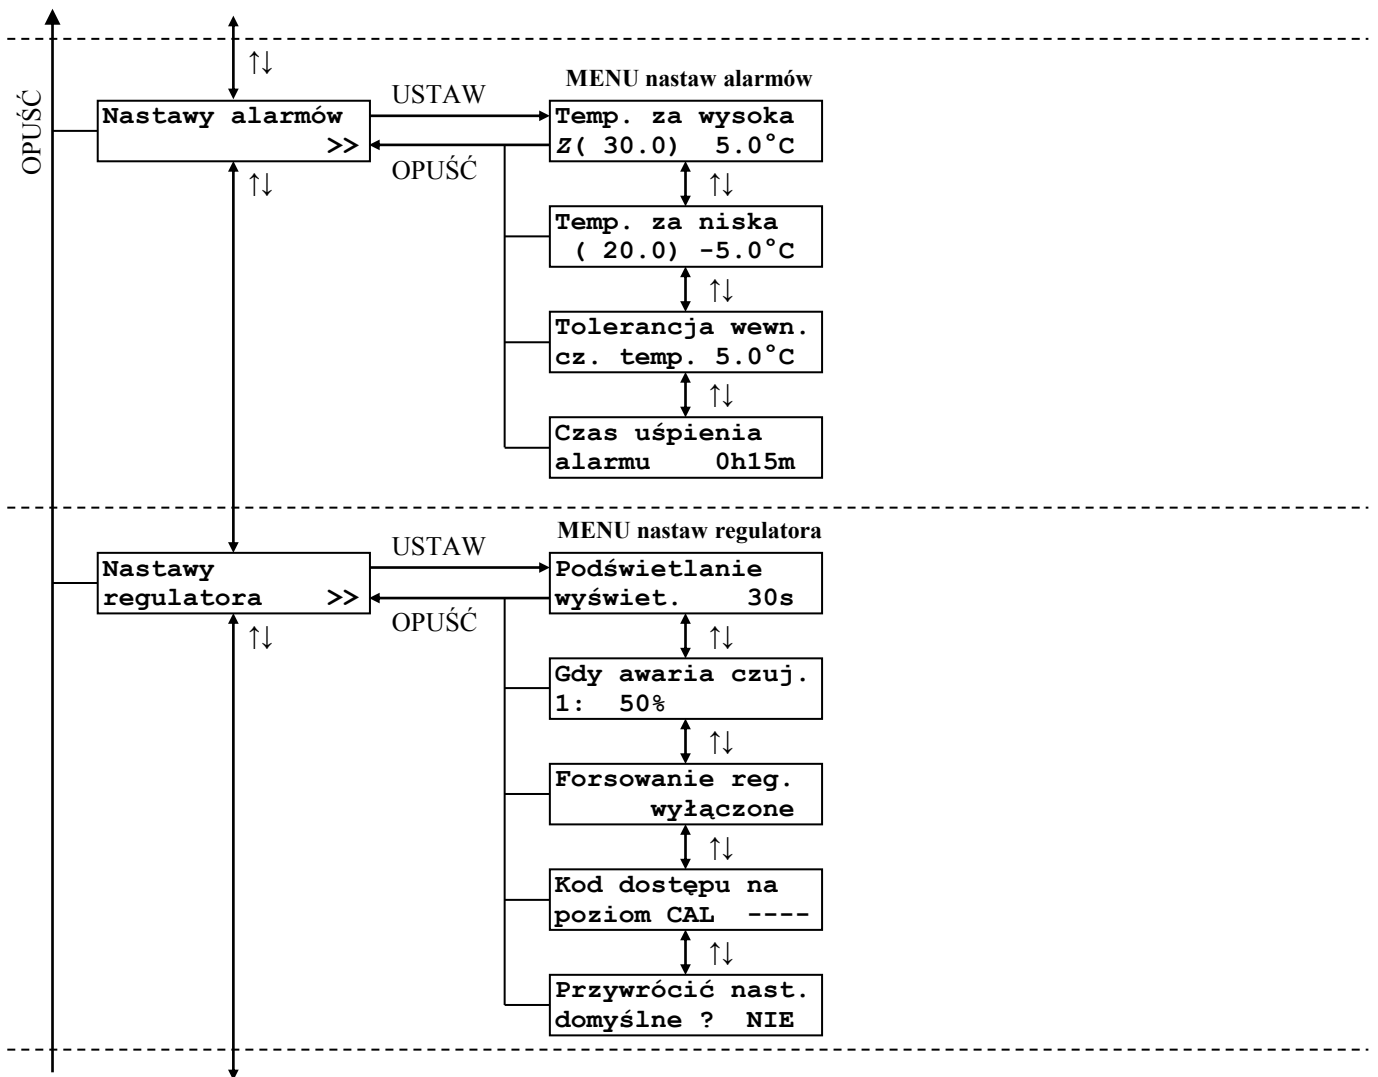 ↑↓
MENU nastaw alarmów
OPUŚĆ
USTAW
Nastawy alarmów
>>
OPUŚĆ
↑↓
Temp. za wysoka
Z( 30.0) 5.0°C
↑↓
Temp. za niska
( 20.0) -5.0°C
↑↓
Tolerancja wewn.
cz. temp. 5.0°C
↑↓
Czas uśpienia
alarmu 0h15m
MENU nastaw regulatora
USTAW
Nastawy
regulatora >>
OPUŚĆ
↑↓
Podświetlanie
wyświet. 30s
↑↓
Gdy awaria czuj.
1: 50%
↑↓
Forsowanie reg.
wyłączone
↑↓
Kod dostępu na
poziom CAL ----
↑↓
Przywrócić nast.
domyślne ? NIE